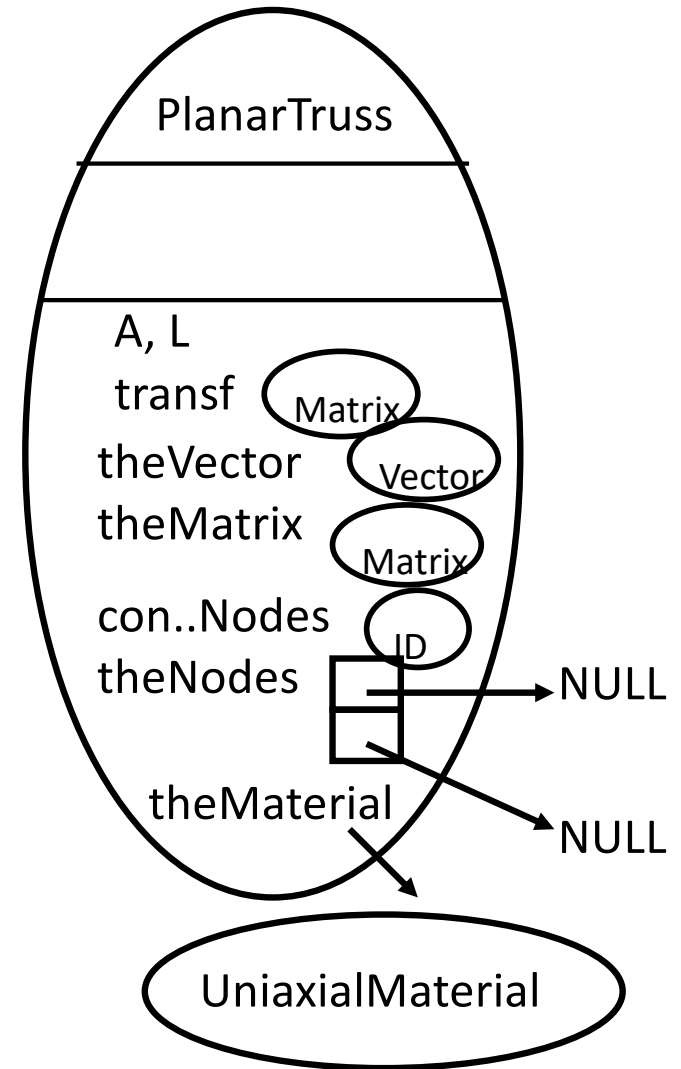 PlanarTruss
A, L
transf
Matrix
theVector
Vector
theMatrix
Matrix
con..Nodes
ID
theNodes
NULL
theMaterial
NULL
UniaxialMaterial